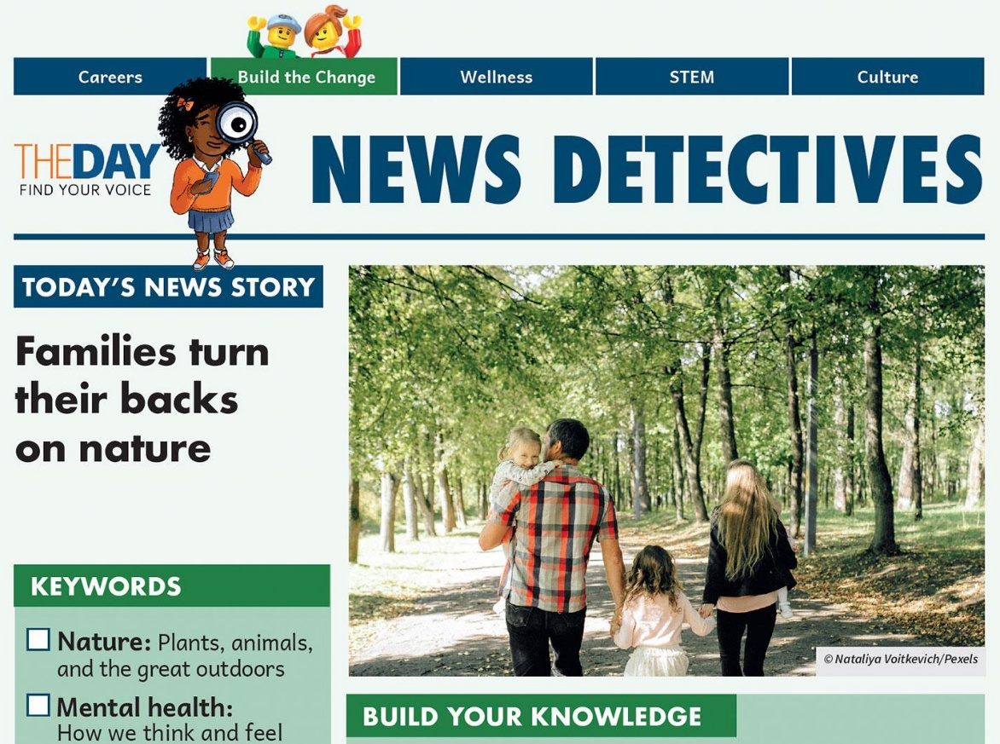 Careers
Build the Change
Wellness
STEM
Culture
THEDAY
FIND YOUR VOICE
NEWS DETECTIVES
TODAY'S NEWS STORY
Families turn
their backs
on nature
KEYWORDS
Nature: Plants, animals,
and the great outdoors
Mental health:
How we think and feel
© Nataliya Voitkevich/Pexels
BUILD YOUR KNOWLEDGE